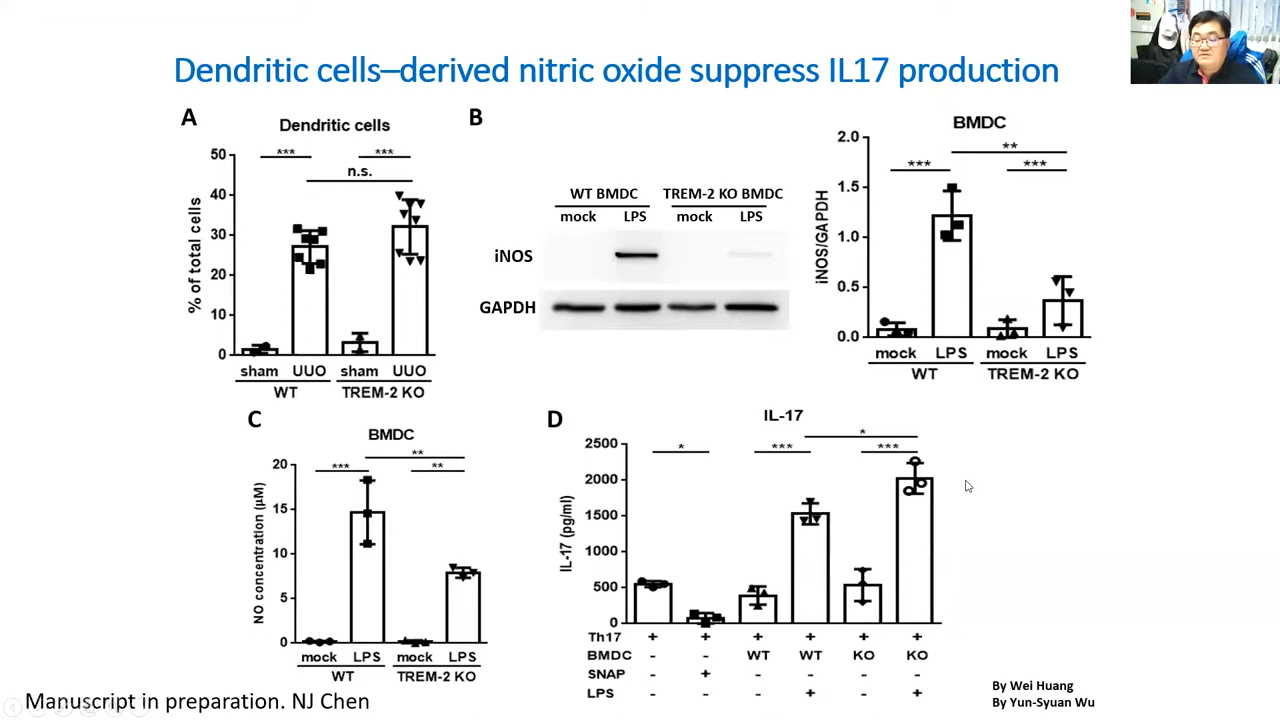 Dendritic cells–derived nitric oxide suppress IL17 production
A
Dendritic cells
% of total cells
50
40
30
20
10
0
***
***
n.s.
sham
UUO
sham
UUO
WT
TREM-2 KO
B
WT BMDC
TREM-2 KO BMDC
mock
LPS
mock
LPS
iNOS
GAPDH
BMDC
iNOS/GAPDH
2.0
1.5
1.0
0.5
0.0
**
***
***
mock
LPS
mock
LPS
WT
TREM-2 KO
C
BMDC
NO concentration (μM)
20
15
10
5
0
**
***
**
mock
LPS
mock
LPS
WT
TREM-2 KO
D
IL-17
IL-17 (pg/ml)
2500
2000
1500
1000
500
0
*
*
***
***
Th17 + + + + + +
BMDC - - WT WT KO KO
SNAP - + - - - -
LPS - - - + - +
Manuscript in preparation. NJ Chen
By Wei Huang
By Yun-Syuan Wu